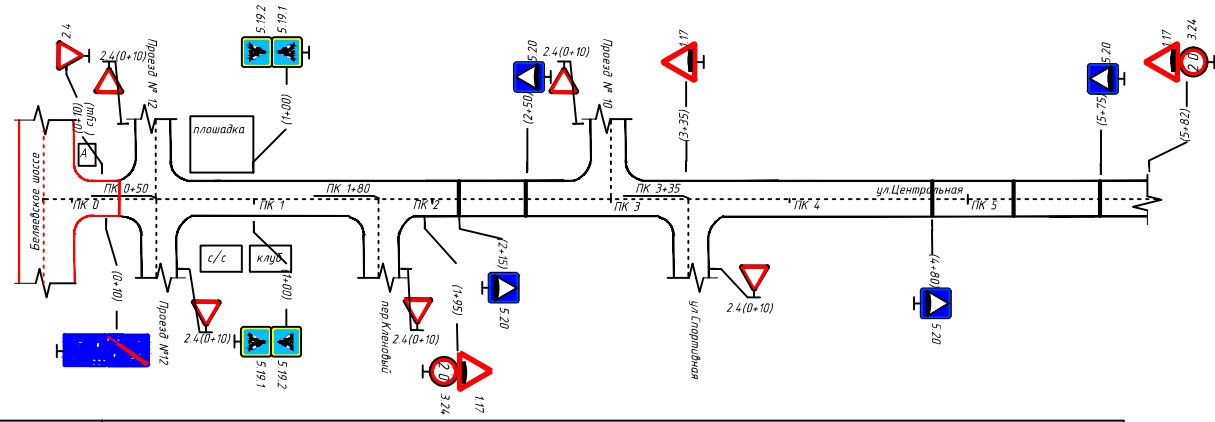 2.4
2.4(0+10)
Проезд № 12
5.19.2
5.19.1
(1+00)
5.20
(2+50)
2.4(0+10)
Проезд № 10
1.17
(3+35)
5.20
(5+75)
1.17
3.24
20
(5+82)
(0+10)
( сущ)
А
плошадка
Беляевское шоссе
ПК 0+50
ПК 1+80
ПК 3+35
ул.Центральная
ПК 0
ПК 1
ПК 2
ПК 3
ПК 4
ПК 5
с/с
клуб
(0+10)
Проезд №12
2.4(0+10)
(1+00)
5.19.1
5.19.2
пер.Кленовый
2.4(0+10)
(1+95)
20
3.24
1.17
(2+15)
5.20
ул.Спортивная
2.4(0+10)
(4+80)
5.20